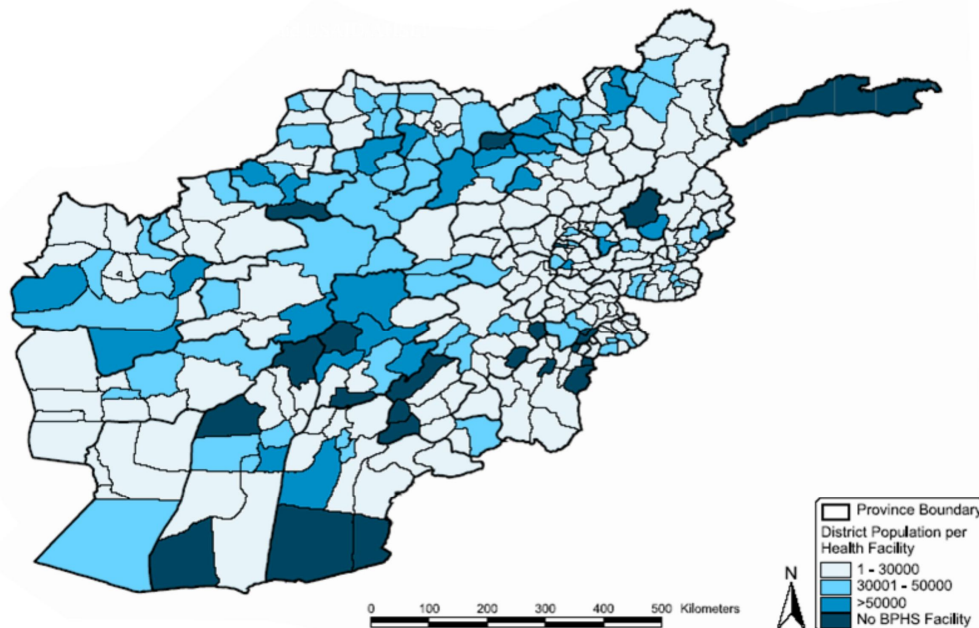 Province Boundary
District Population per
Health Facility
1 - 30000
30001 - 50000
>50000
No BPHS Facility
N
0 100 200 300 400 500 Kilometers